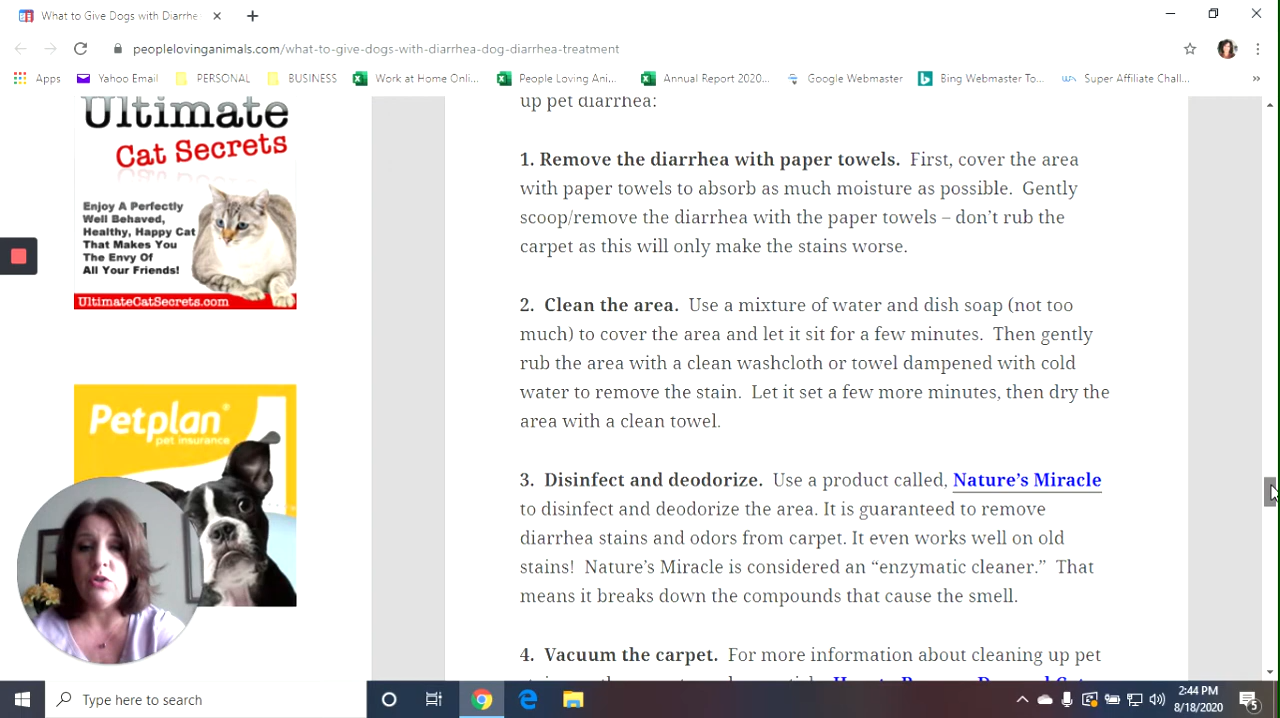 What to Give Dogs with Diarrhe
peoplelovinganimals.com/what-to-give-dogs-with-diarrhea-dog-diarrhea-treatment
Apps
Yahoo Email
PERSONAL
BUSINESS
Work at Home Onli...
People Loving Ani...
Annual Report 2020...
Google Webmaster
Bing Webmaster To...
Super Affiliate Chall...
Ultimate
Cat Secrets
Enjoy A Perfectly
Well Behaved,
Healthy, Happy Cat
That Makes You
The Envy Of
All Your Friends!
UltimateCatSecrets.com
Petplan®
pet insurance
up pet diarrhea:
1. Remove the diarrhea with paper towels. First, cover the area
with paper towels to absorb as much moisture as possible. Gently
scoop/remove the diarrhea with the paper towels – don’t rub the
carpet as this will only make the stains worse.
2. Clean the area. Use a mixture of water and dish soap (not too
much) to cover the area and let it sit for a few minutes. Then gently
rub the area with a clean washcloth or towel dampened with cold
water to remove the stain. Let it set a few more minutes, then dry the
area with a clean towel.
3. Disinfect and deodorize. Use a product called, Nature’s Miracle
to disinfect and deodorize the area. It is guaranteed to remove
diarrhea stains and odors from carpet. It even works well on old
stains! Nature’s Miracle is considered an “enzymatic cleaner.” That
means it breaks down the compounds that cause the smell.
4. Vacuum the carpet. For more information about cleaning up pet
Type here to search
2:44 PM
8/18/2020
5